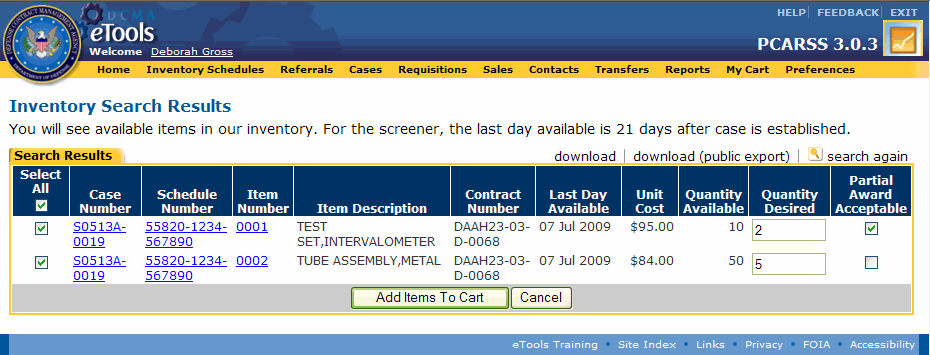 HELP | FEEDBACK | EXIT
DCMA
eTools
Welcome Deborah Gross
PCARSS 3.0.3
DEFENSE CONTRACT MANAGEMENT AGENCY
DEPARTMENT OF DEFENSE
Home Inventory Schedules Referrals Cases Requisitions Sales Contacts Transfers Reports My Cart Preferences
Inventory Search Results
You will see available items in our inventory. For the screener, the last day available is 21 days after case is established.
Search Results download | download (public export) | search again
Select All Case Number Schedule Number Item Number Item Description Contract Number Last Day Available Unit Cost Quantity Available Quantity Desired Partial Award Acceptable
S0513A- 55820-1234- 0001 TEST DAAH23-03- 07 Jul 2009 $95.00 10 2
0019 567890 SET,INTERVALOMETER D-0068
S0513A- 55820-1234- 0002 TUBE ASSEMBLY,METAL DAAH23-03- 07 Jul 2009 $84.00 50 5
0019 567890 D-0068
Add Items To Cart Cancel
eTools Training • Site Index • Links • Privacy • FOIA • Accessibility